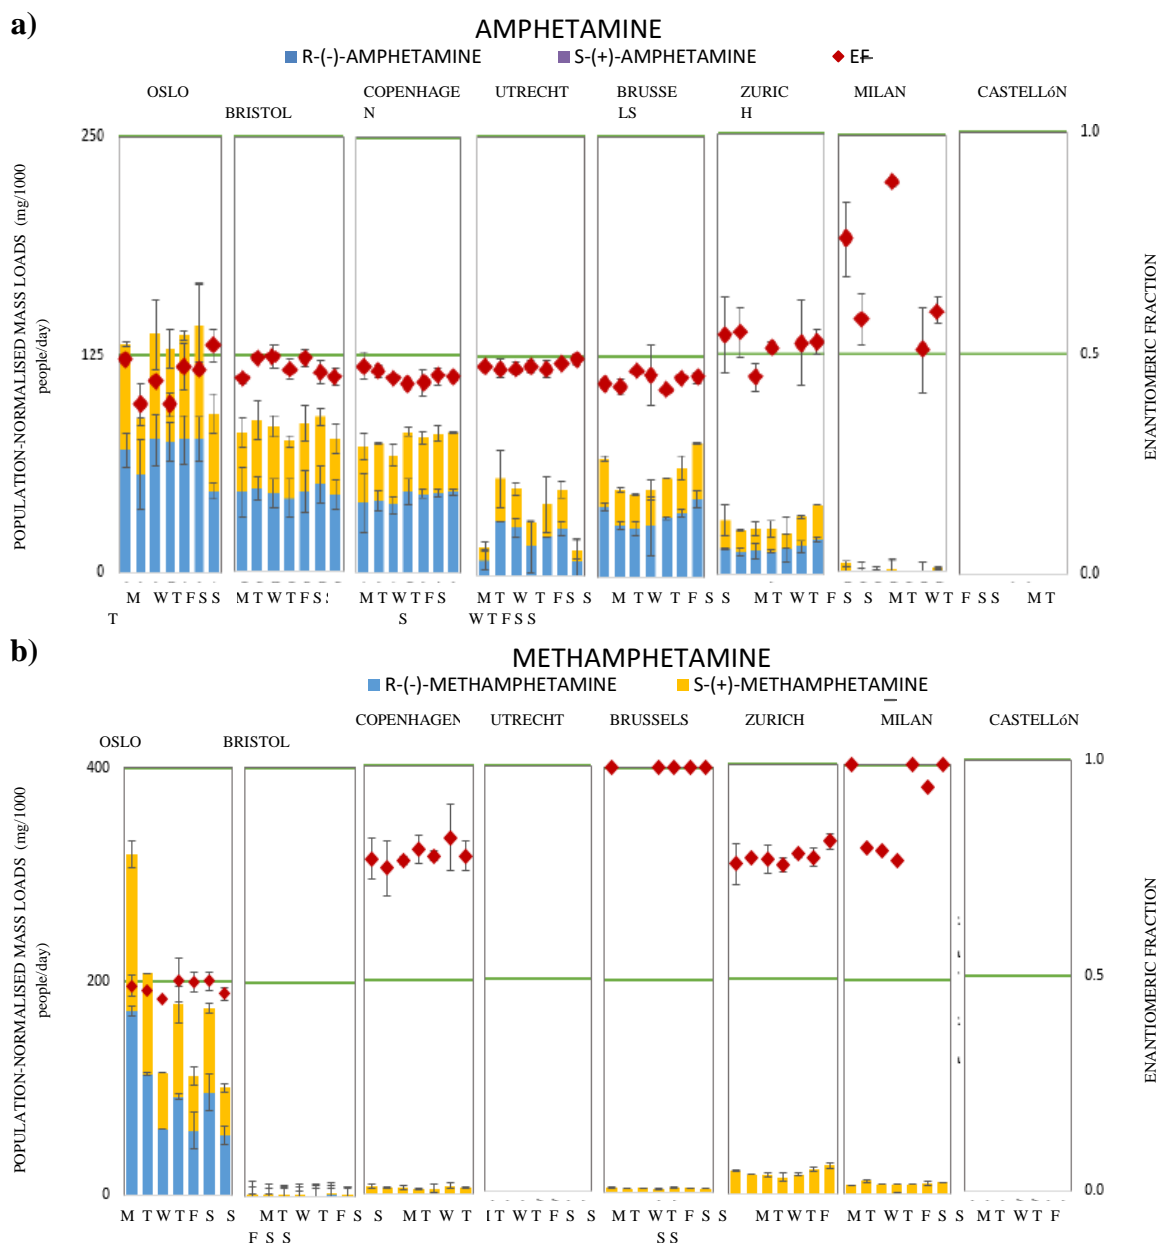 a)
AMPHETAMINE
R-(-)-AMPHETAMINE S-(+)-AMPHETAMINE EF
OSLO COPENHAGE UTRECHT BRUSSE ZURIC MILAN CASTELLóN
BRISTOL N LS H
250 1.0
125 0.5
0 0.0
POPULATION-NORMALISED MASS LOADS (mg/1000
people/day)
ENANTIOMERIC FRACTION
M W T F S S M T W T F S S M T W T F S M T W T F S S M T W T F S S M T W T F S S M T W T F S S M T
T S W T F S S
b)
METHAMPHETAMINE
R-(-)-METHAMPHETAMINE S-(+)-METHAMPHETAMINE
COPENHAGEN UTRECHT BRUSSELS ZURICH MILAN CASTELLóN
OSLO BRISTOL
400 1.0
200 0.5
0 0.0
POPULATION-NORMALISED MASS LOADS (mg/1000
people/day)
ENANTIOMERIC FRACTION
M T W T F S S M T W T F S S M T W T T W T F S S M T W T F S S M T W T F M T W T F S S M T W T F
F S S S S